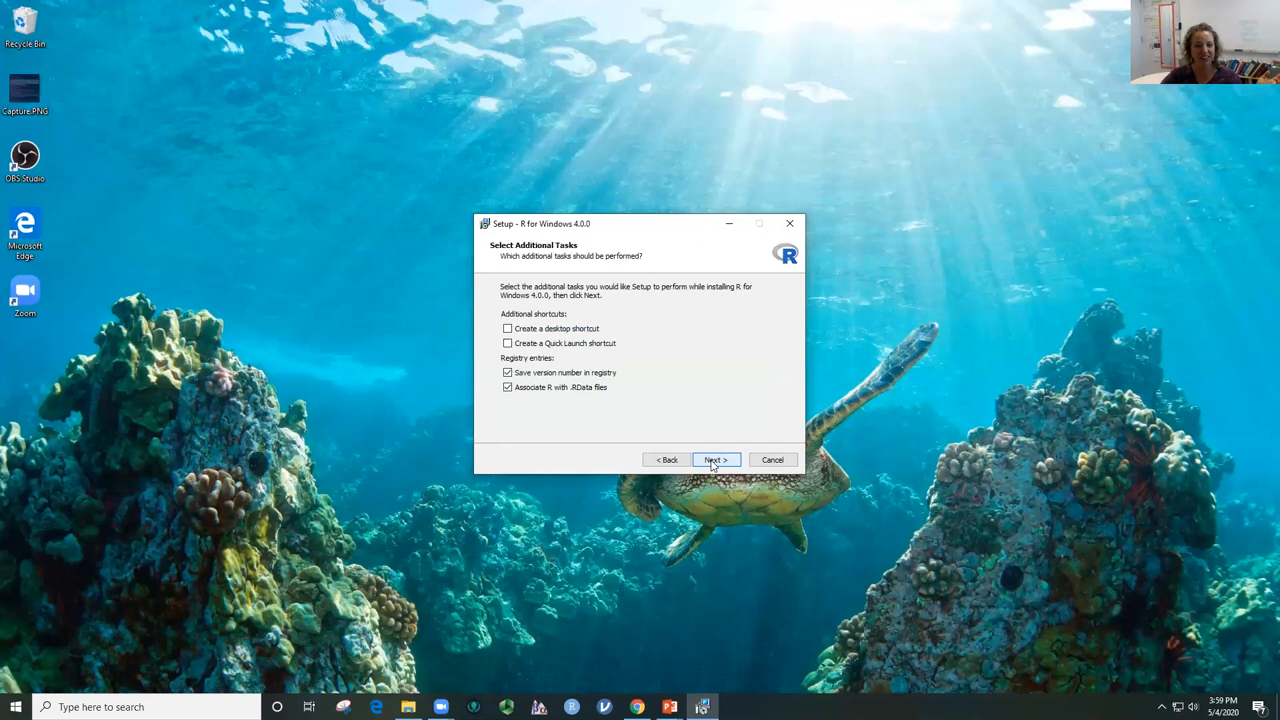 Recycle Bin
Capture.PNG
OBS Studio
Microsoft
Edge
Zoom
Setup - R for Windows 4.0.0
Select Additional Tasks
Which additional tasks should be performed?
R
Select the additional tasks you would like Setup to perform while installing R for
Windows 4.0.0, then click Next.
Additional shortcuts:
Create a desktop shortcut
Create a Quick Launch shortcut
Registry entries:
Save version number in registry
Associate R with .RData files
< Back
Next >
Cancel
Type here to search
3:59 PM
5/4/2020